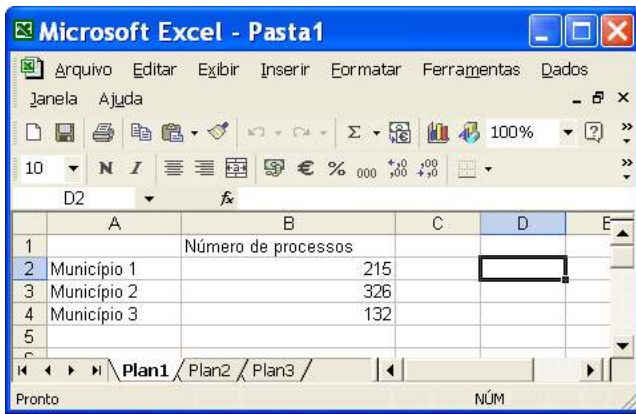 Microsoft Excel - Pasta1
Arquivo Editar Exibir Inserir Formatar Ferramentas Dados
Janela Ajuda
Σ 100%
10 N I € % 000 ,00 ,00
D2 fx
A B C D E
1 Número de processos
2 Município 1 215
3 Município 2 326
4 Município 3 132
5
Plan1 Plan2 Plan3
Pronto NÚM